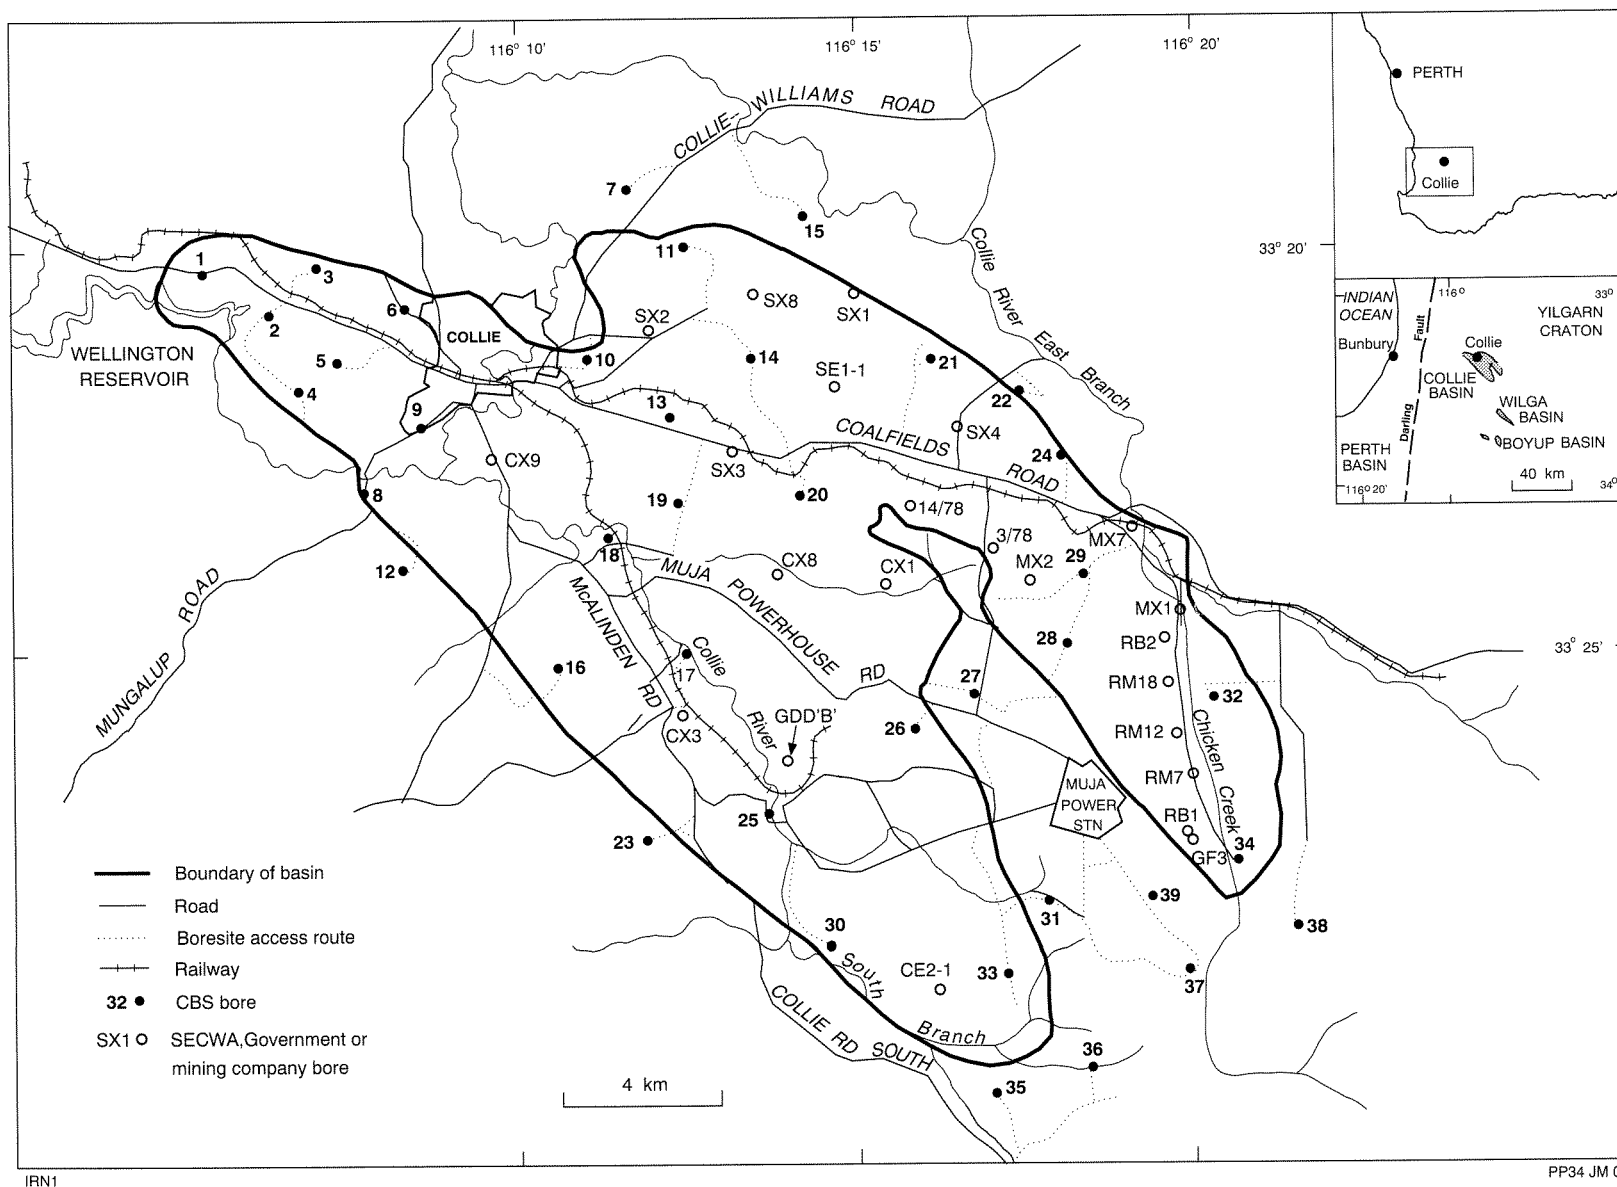 116° 10'
116° 15'
116° 20'
COLLIE-- WILLIAMS ROAD
PERTH
Collie
7
15
11
33° 20'
Collie River East Branch
1
3
2
6
COLLIE
SX2
SX8
SX1
INDIAN
OCEAN
116°
33°
YILGARN
CRATON
Bunbury
Fault
Darling
Collie
COLLIE
BASIN
WILGA
BASIN
BOYUP BASIN
PERTH
BASIN
40 km
116° 20'
34°
WELLINGTON
RESERVOIR
5
4
10
14
SE1-1
21
22
9
13
SX4
COALFIELDS ROAD
24
CX9
SX3
8
19
20
14/78
3/78
MX7
12
18
CX8
CX1
MX2
29
MUJA POWERHOUSE RD
McALINDEN RD
MUNGALUP ROAD
MX1
RB2
28
33° 25'
16
17
Collie River
27
RM18
32
CX3
GDD'B'
26
RM12
Chicken Creek
RM7
MUJA
POWER
STN
RB1
GF3
34
25
23
39
31
38
30
CE2-1
33
37
South Branch
COLLIE RD SOUTH
36
35
Boundary of basin
Road
Boresite access route
Railway
32 CBS bore
SX1 SECWA,Government or
mining company bore
4 km
IRN1
PP34 JM